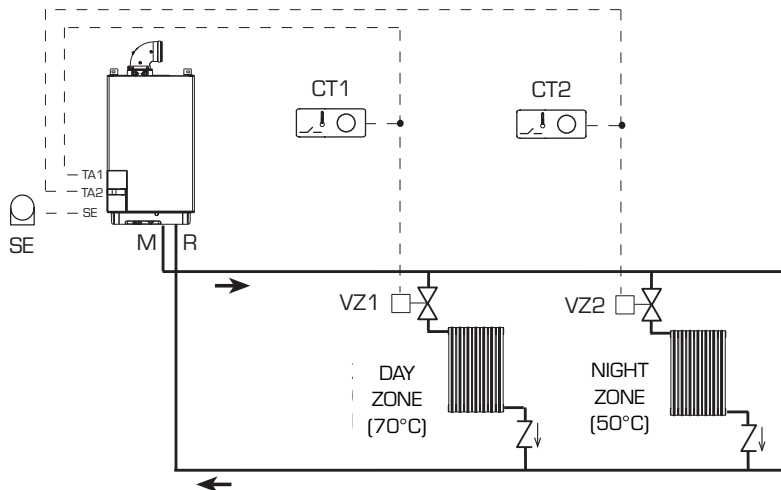 CT1
CT2
TA1
TA2
SE
SE
M R
VZ1
VZ2
DAY
ZONE
(70°C)
NIGHT
ZONE
(50°C)